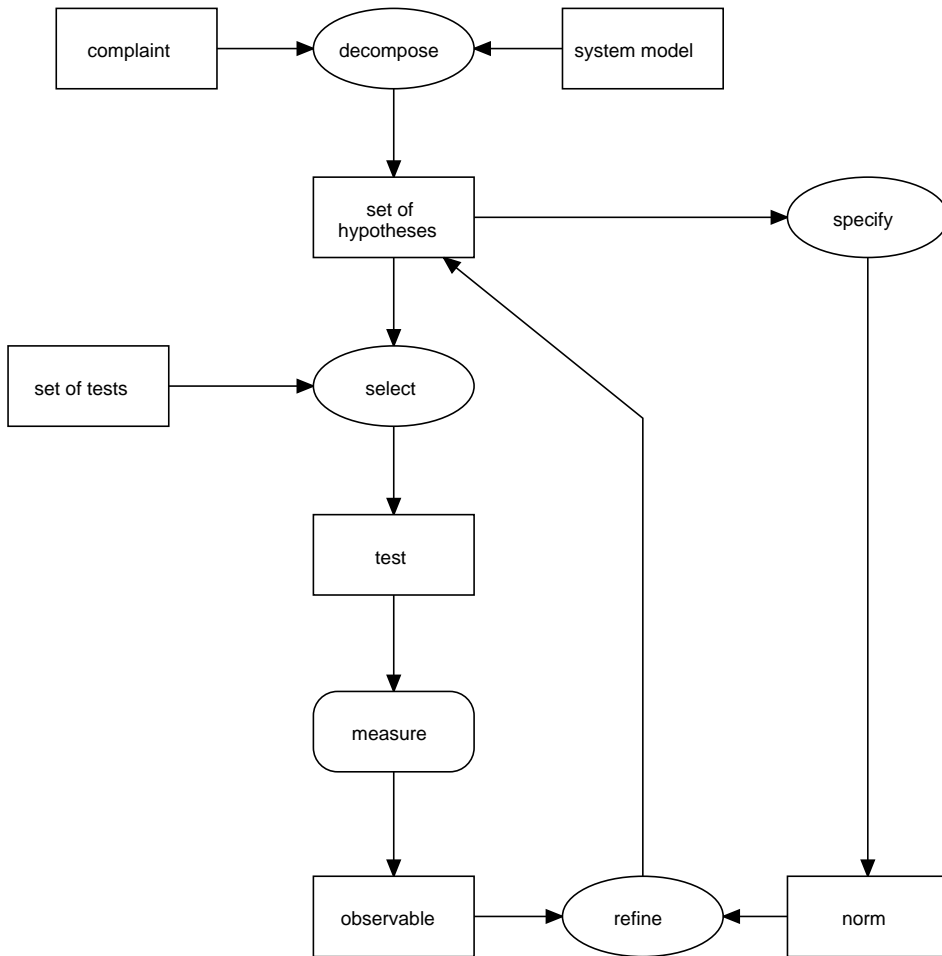 complaint
decompose
system model
set of
hypotheses
specify
set of tests
select
test
measure
observable
refine
norm